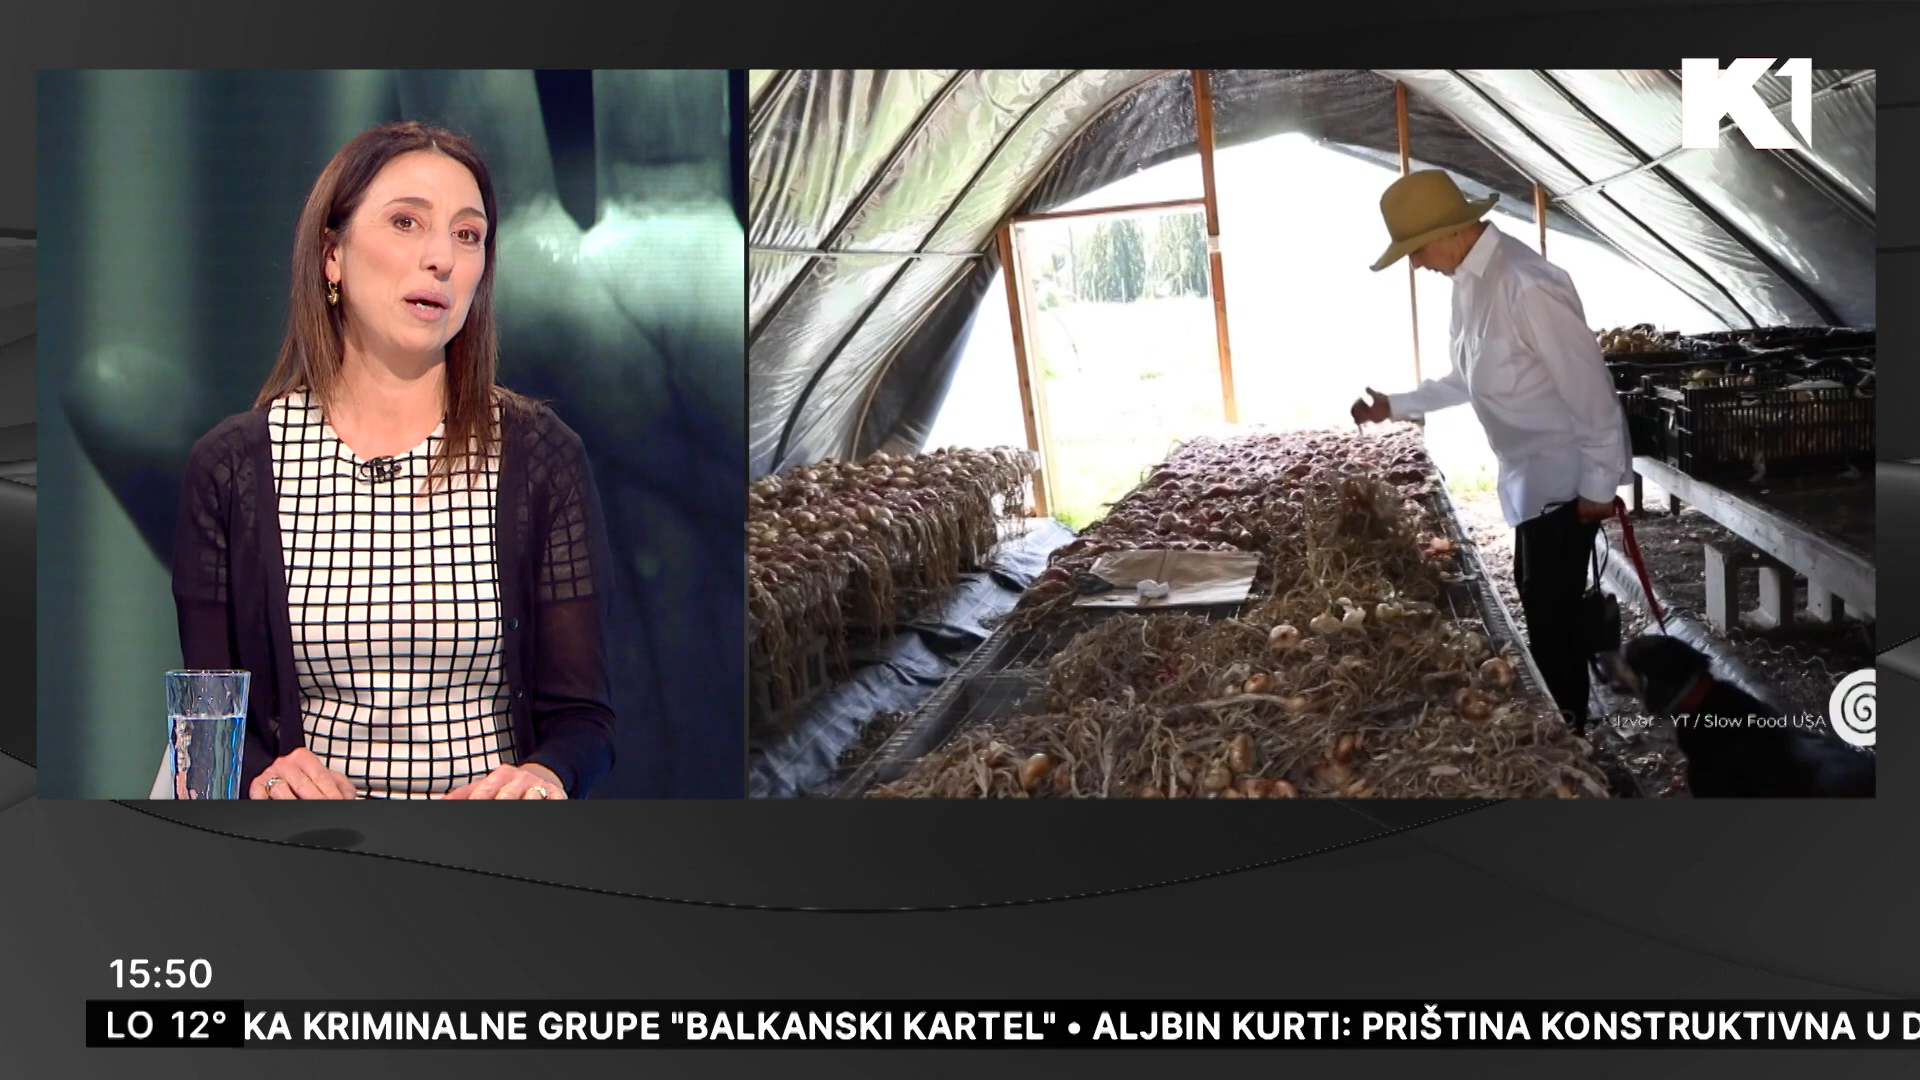 K1
Izvor: YT / Slow Food USA
15:50
LO 12°
KA KRIMINALNE GRUPE "BALKANSKI KARTEL" • ALJBIN KURTI: PRIŠTINA KONSTRUKTIVNA U D